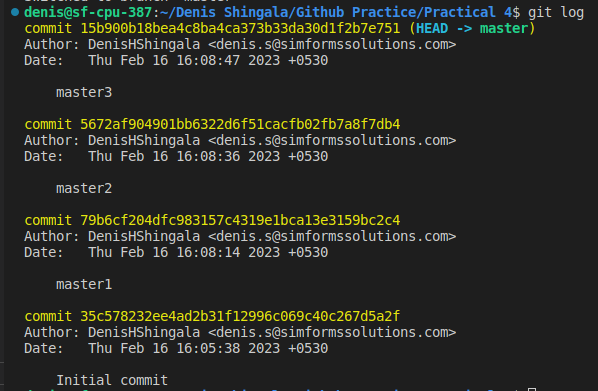 denis@sf-cpu-387:~/Denis Shingala/Github Practice/Practical 4$ git log
commit 15b900b18bea4c8ba4ca373b33da30d1f2b7e751 (HEAD -> master)
Author: DenisHShingala <denis.s@simformssolutions.com>
Date:   Thu Feb 16 16:08:47 2023 +0530
master3
commit 5672af904901bb6322d6f51cacfb02fb7a8f7db4
Author: DenisHShingala <denis.s@simformssolutions.com>
Date:   Thu Feb 16 16:08:36 2023 +0530
master2
commit 79b6cf204dfc983157c4319e1bca13e3159bc2c4
Author: DenisHShingala <denis.s@simformssolutions.com>
Date:   Thu Feb 16 16:08:14 2023 +0530
master1
commit 35c578232ee4ad2b31f12996c069c40c267d5a2f
Author: DenisHShingala <denis.s@simformssolutions.com>
Date:   Thu Feb 16 16:05:38 2023 +0530
Initial commit